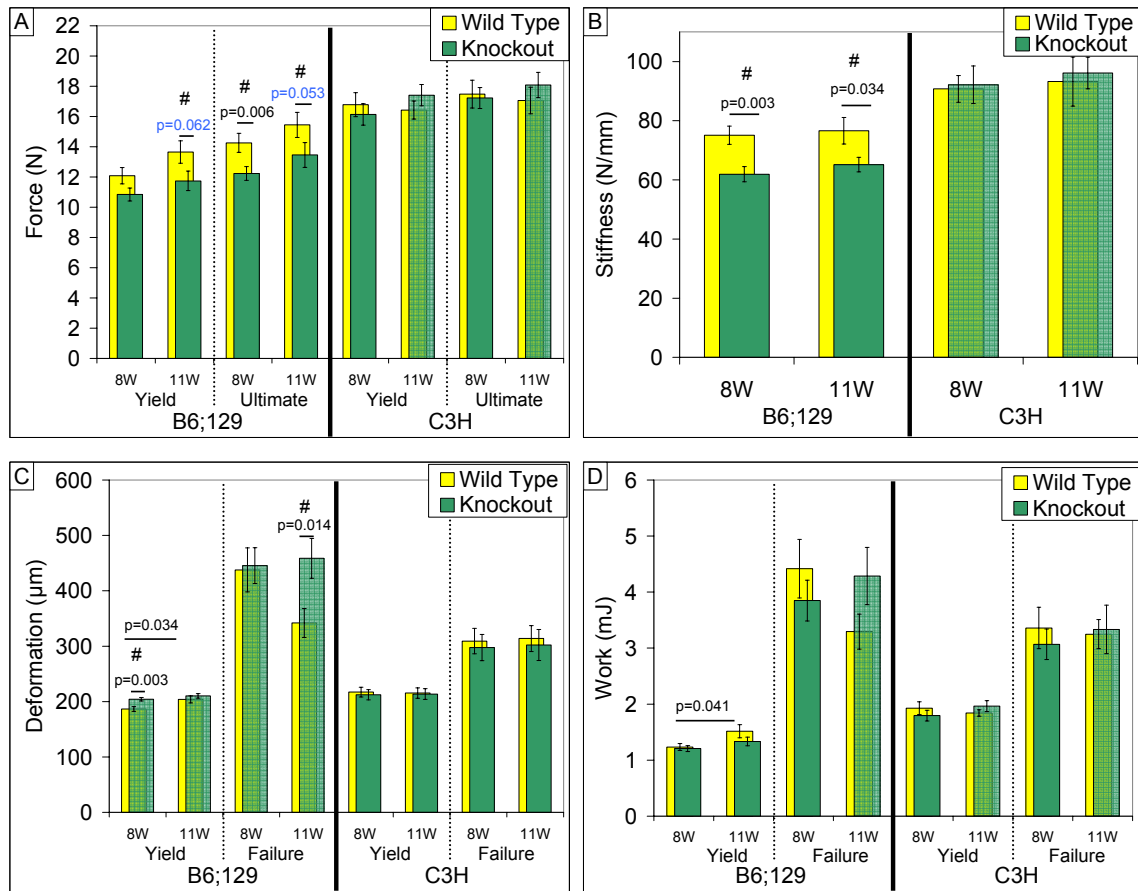 A
Wild Type
Knockout
Force (N)
22
20
18
16
14
12
10
8
6
4
2
0
#
p=0.062
#
p=0.006
#
p=0.053
8W 11W 8W 11W 8W 11W 8W 11W
Yield Ultimate Yield Ultimate
B6;129 C3H
B
Wild Type
Knockout
Stiffness (N/mm)
100
80
60
40
20
0
#
p=0.003
#
p=0.034
8W 11W 8W 11W
B6;129 C3H
C
Wild Type
Knockout
Deformation (µm)
600
500
400
300
200
100
0
p=0.034
#
p=0.003
#
p=0.014
8W 11W 8W 11W 8W 11W 8W 11W
Yield Failure Yield Failure
B6;129 C3H
D
Wild Type
Knockout
Work (mJ)
6
5
4
3
2
1
0
p=0.041
8W 11W 8W 11W 8W 11W 8W 11W
Yield Failure Yield Failure
B6;129 C3H